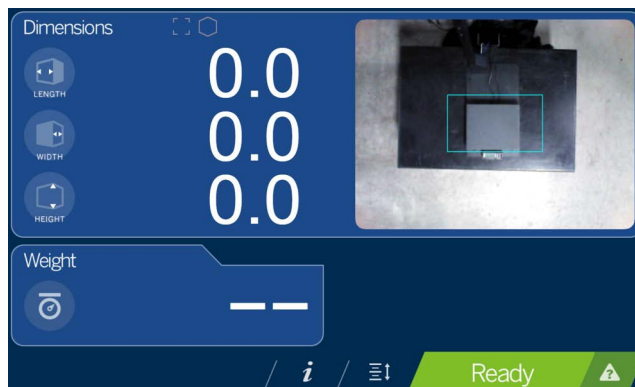 Dimensions
LENGTH
0.0
WIDTH
0.0
HEIGHT
0.0
Weight
--
i
Ready
?